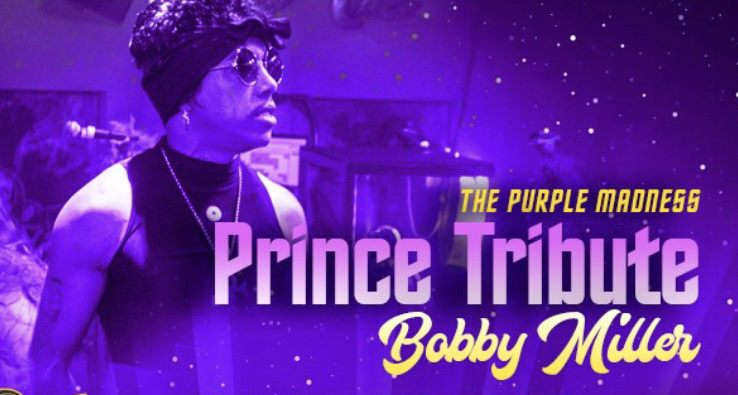 THE PURPLE MADNESS
Prince Tribute
Bobby Miller